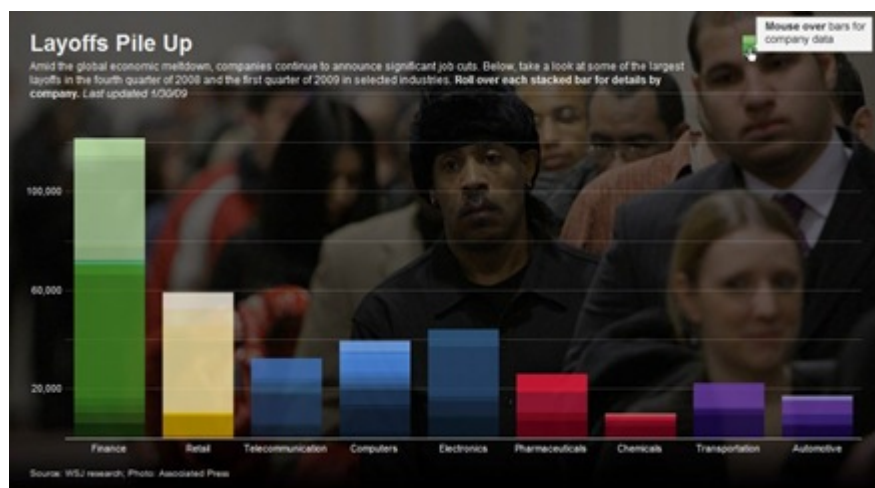 Mouse over bars for
company data
Layoffs Pile Up
Amid the global economic meltdown, companies continue to announce significant job cuts. Below, take a look at some of the largest
layoffs in the fourth quarter of 2008 and the first quarter of 2009 in selected industries. Roll over each stacked bar for details by
company. Last updated 1/30/09
100,000
60,000
20,000
Finance Retail Telecommunication Computers Electronics Pharmaceuticals Chemicals Transportation Automotive
Source: WSJ research; Photo: Associated Press